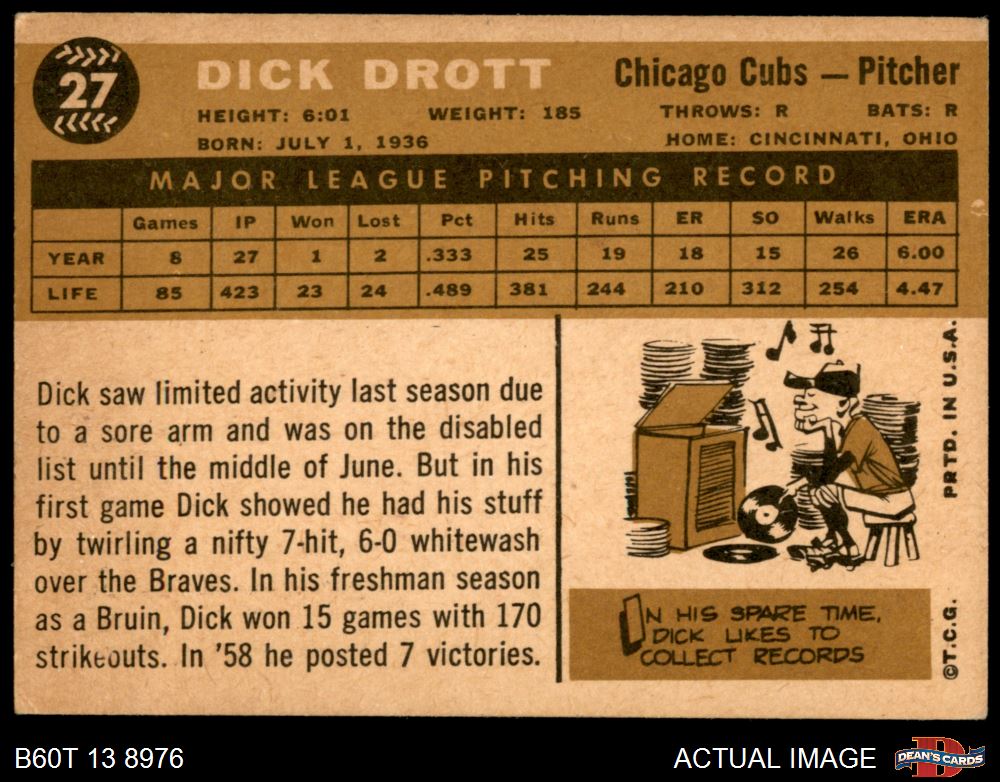 27
DICK DROTT
Chicago Cubs — Pitcher
HEIGHT: 6:01 WEIGHT: 185 THROWS: R BATS: R
BORN: JULY 1, 1936 HOME: CINCINNATI, OHIO
MAJOR LEAGUE PITCHING RECORD
Games IP Won Lost Pct Hits Runs ER SO Walks ERA
YEAR 8 27 1 2 .333 25 19 18 15 26 6.00
LIFE 85 423 23 24 .489 381 244 210 312 254 4.47
Dick saw limited activity last season due
to a sore arm and was on the disabled
list until the middle of June. But in his
first game Dick showed he had his stuff
by twirling a nifty 7-hit, 6-0 whitewash
over the Braves. In his freshman season
as a Bruin, Dick won 15 games with 170
strikeouts. In '58 he posted 7 victories.
IN HIS SPARE TIME,
DICK LIKES TO
COLLECT RECORDS
©T.C.G. PRTD. IN U.S.A.
B60T 13 8976
ACTUAL IMAGE
D
DEAN'S CARDS